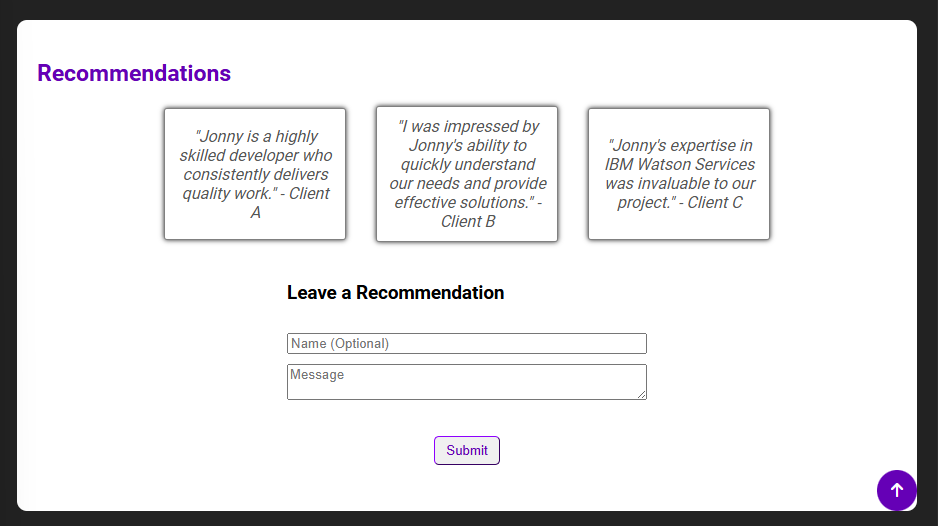 Recommendations
"Jonny is a highly
skilled developer who
consistently delivers
quality work." - Client
A
"I was impressed by
Jonny's ability to
quickly understand
our needs and provide
effective solutions." -
Client B
"Jonny's expertise in
IBM Watson Services
was invaluable to our
project." - Client C
Leave a Recommendation
Name (Optional)
Message
Submit